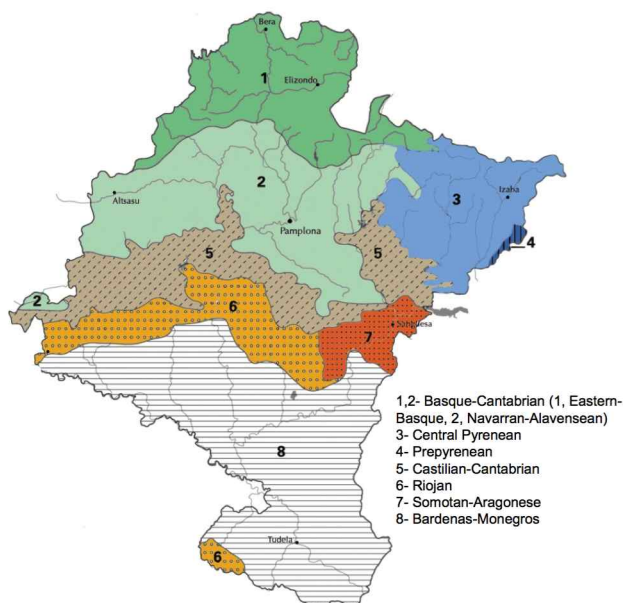 Bera
1
Elizondo
2
3
Izaba
Altsasu
Pamplona
5
5
4
2
6
7
Sangüesa
8
Tudela
6
1,2- Basque-Cantabrian (1, Eastern-
Basque, 2, Navarran-Alavensean)
3- Central Pyrenean
4- Prepyrenean
5- Castilian-Cantabrian
6- Riojan
7- Somotan-Aragonese
8- Bardenas-Monegros